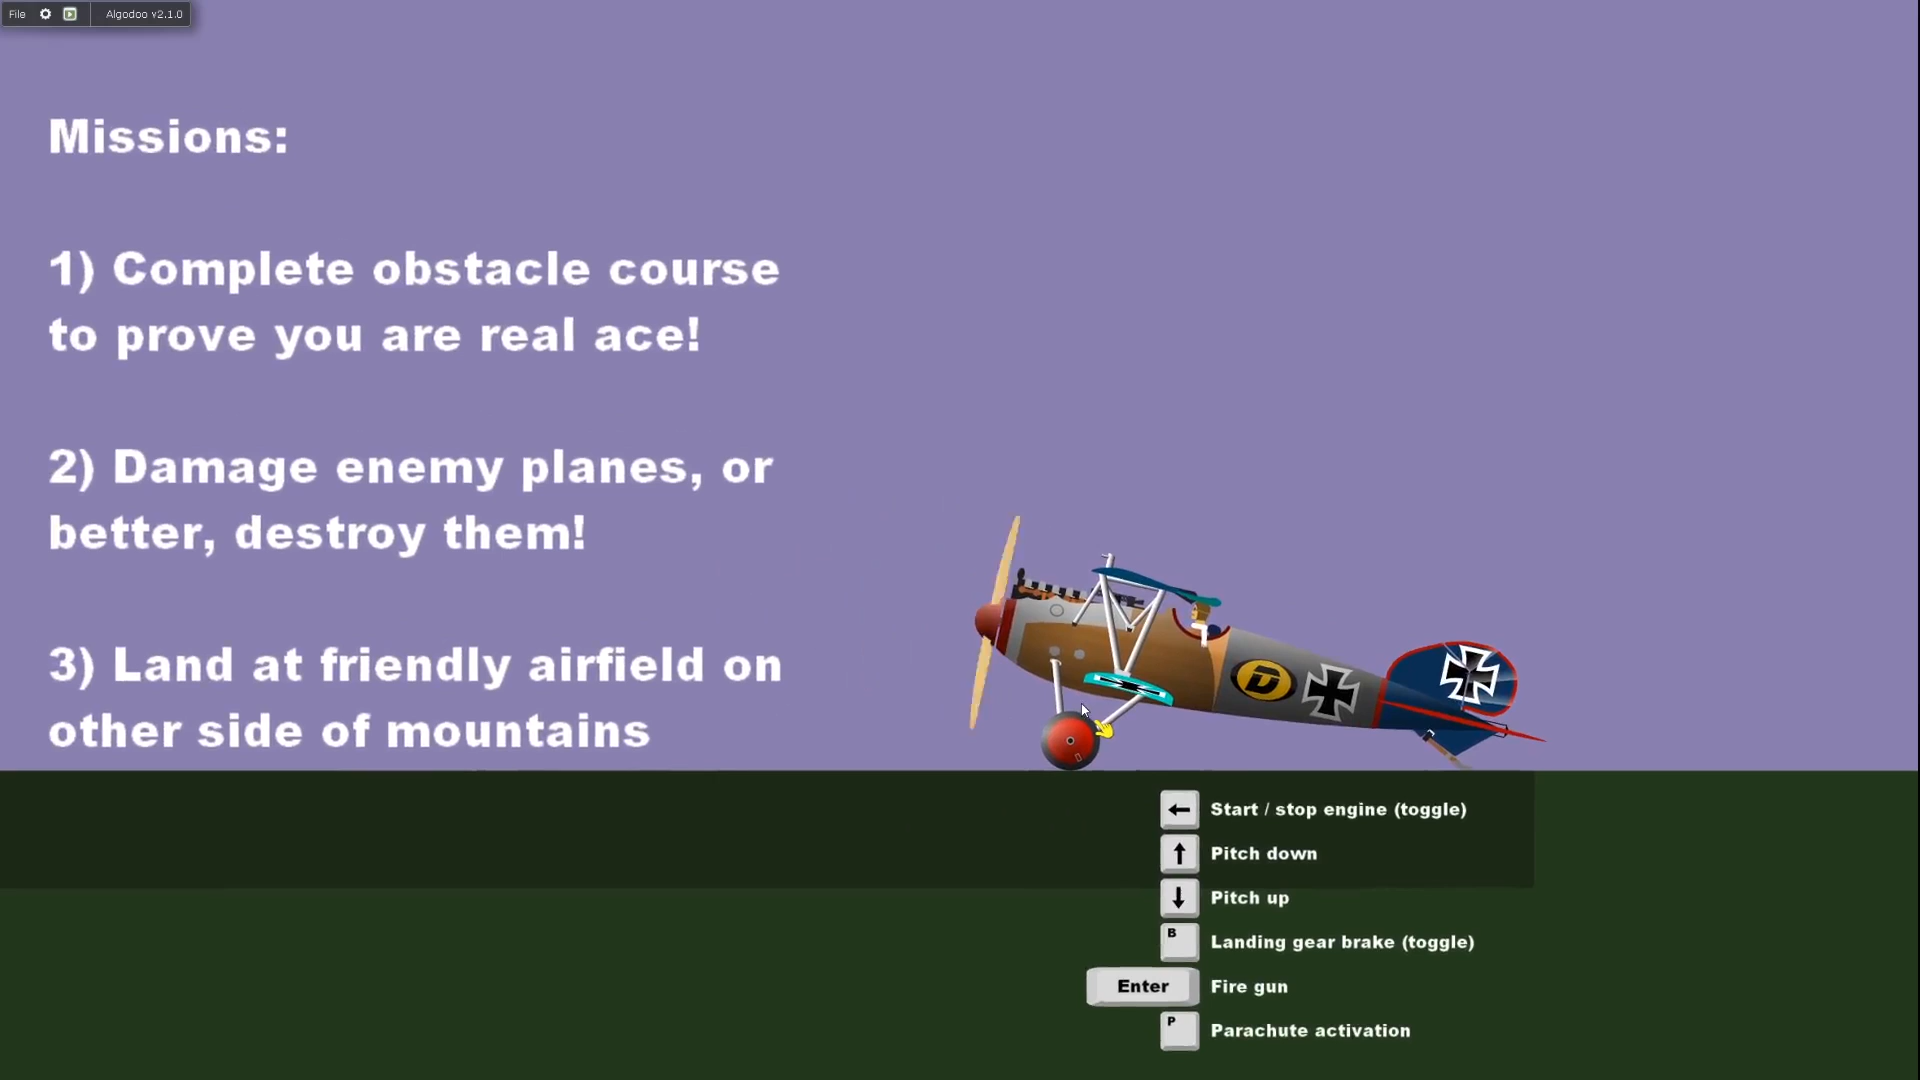 File
Algodoo v2.1.0
Missions:
1) Complete obstacle course
to prove you are real ace!
2) Damage enemy planes, or
better, destroy them!
3) Land at friendly airfield on
other side of mountains
D
← Start / stop engine (toggle)
↑ Pitch down
↓ Pitch up
B Landing gear brake (toggle)
Enter Fire gun
P Parachute activation